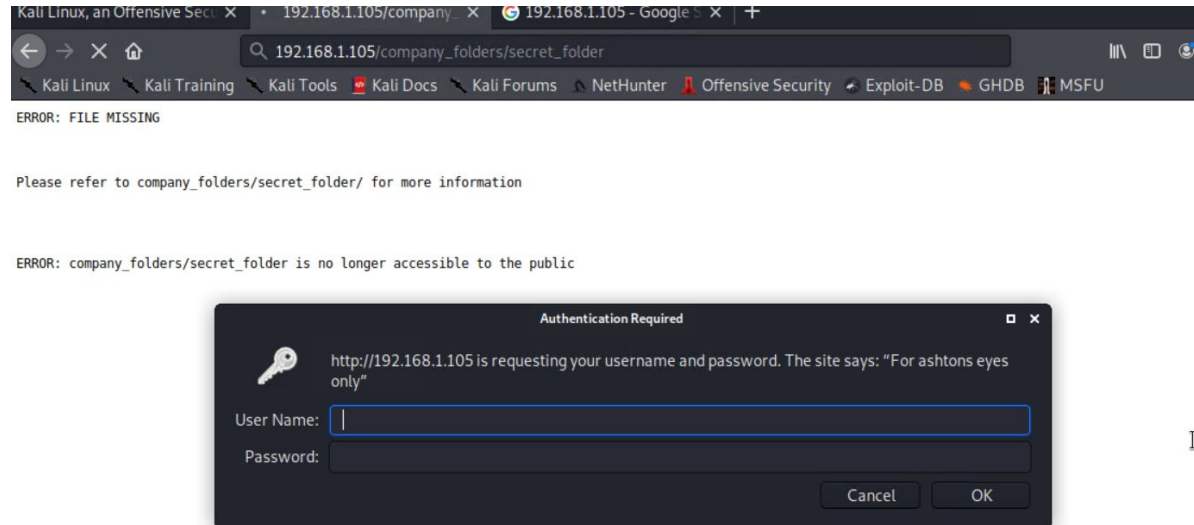 Kali Linux, an Offensive Secu
192.168.1.105/company_
192.168.1.105 - Google S
192.168.1.105/company_folders/secret_folder
Kali Linux Kali Training Kali Tools Kali Docs Kali Forums NetHunter Offensive Security Exploit-DB GHDB MSFU
ERROR: FILE MISSING
Please refer to company_folders/secret_folder/ for more information
ERROR: company_folders/secret_folder is no longer accessible to the public
Authentication Required
http://192.168.1.105 is requesting your username and password. The site says: “For ashtons eyes
only”
User Name:
Password:
Cancel OK